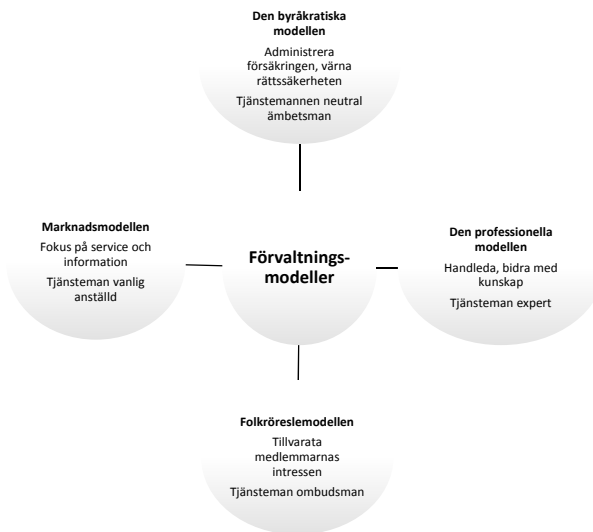 Den byråkratiska
modellen
Administrera
försäkringen, värna
rättssäkerheten
Tjänstemannen neutral
ämbetsman
Marknadsmodellen
Fokus på service och
information
Tjänsteman vanlig
anställd
Förvaltnings-
modeller
Den professionella
modellen
Handleda, bidra med
kunskap
Tjänsteman expert
Folkröreslemodellen
Tillvarata
medlemmarnas
intressen
Tjänsteman ombudsman